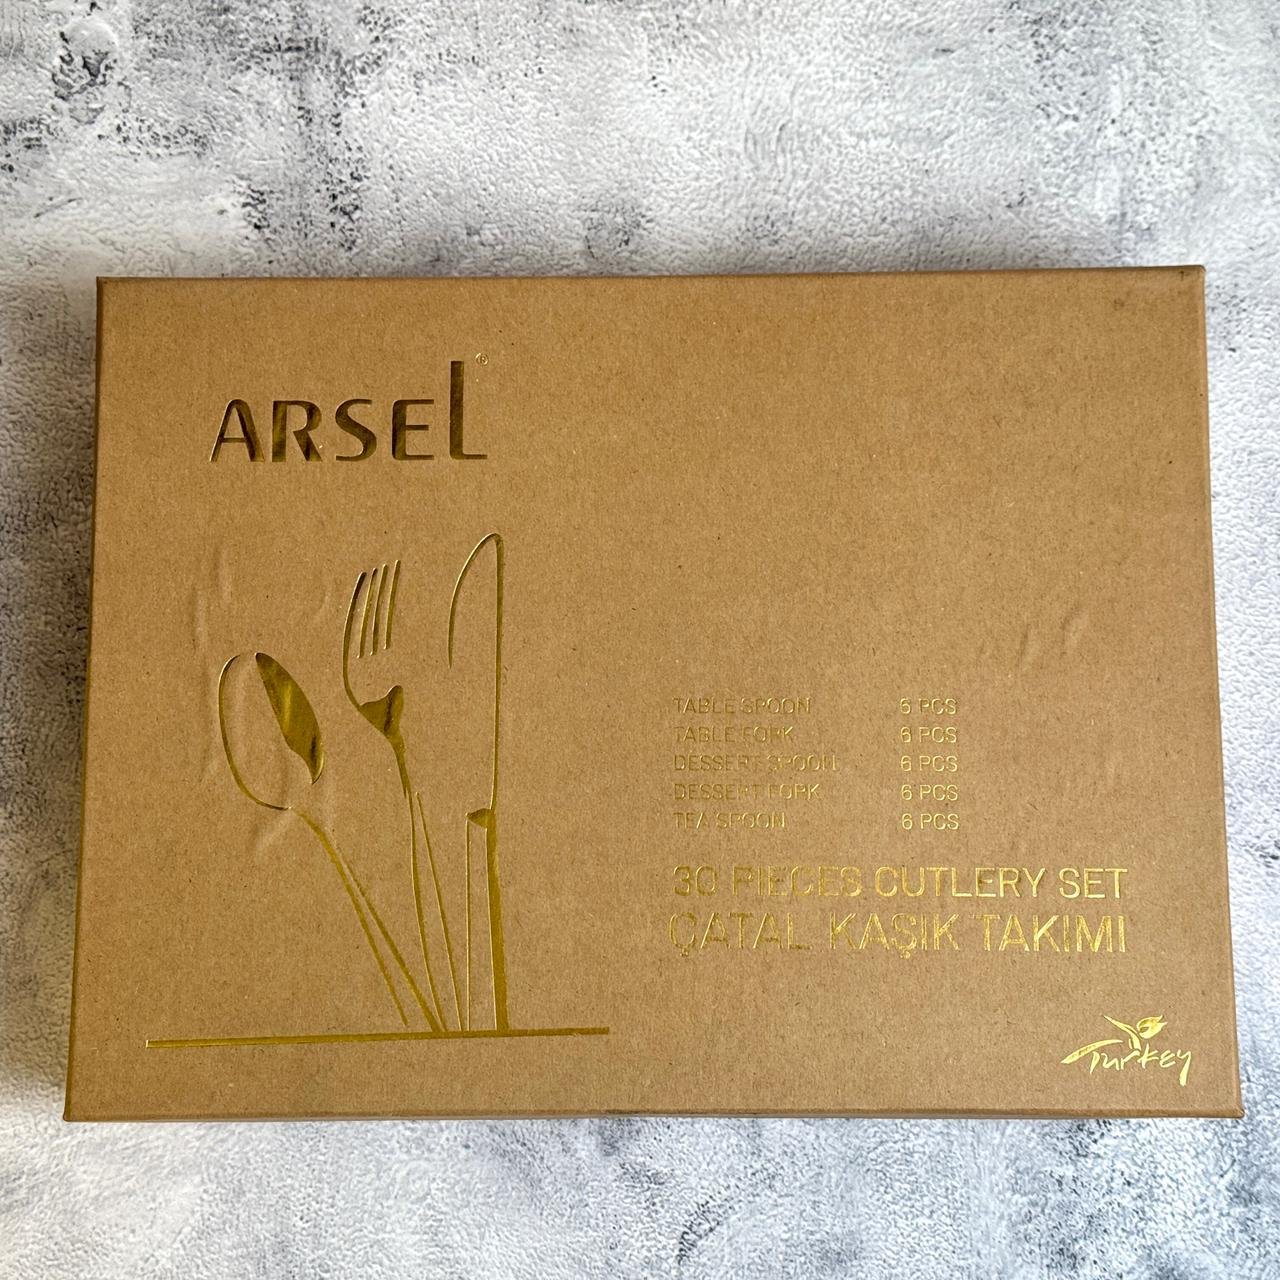 ARSEL®
TABLE SPOON 6 PCS
TABLE FORK 6 PCS
DESSERT SPOON 6 PCS
DESSERT FORK 6 PCS
TEA SPOON 6 PCS
30 PIECES CUTLERY SET
ÇATAL KAŞIK TAKIMI
Turkey